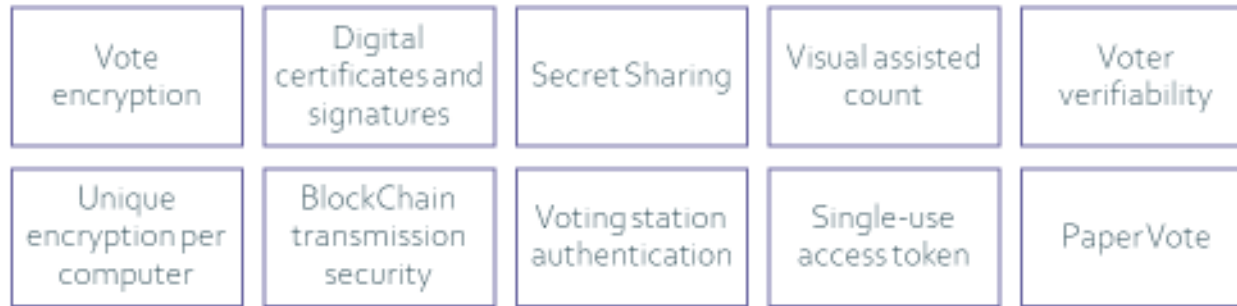 Vote
encryption
Digital
certificates and
signatures
Secret Sharing
Visual assisted
count
Voter
verifiability
Unique
encryption per
computer
BlockChain
transmission
security
Voting station
authentication
Single-use
access token
Paper Vote